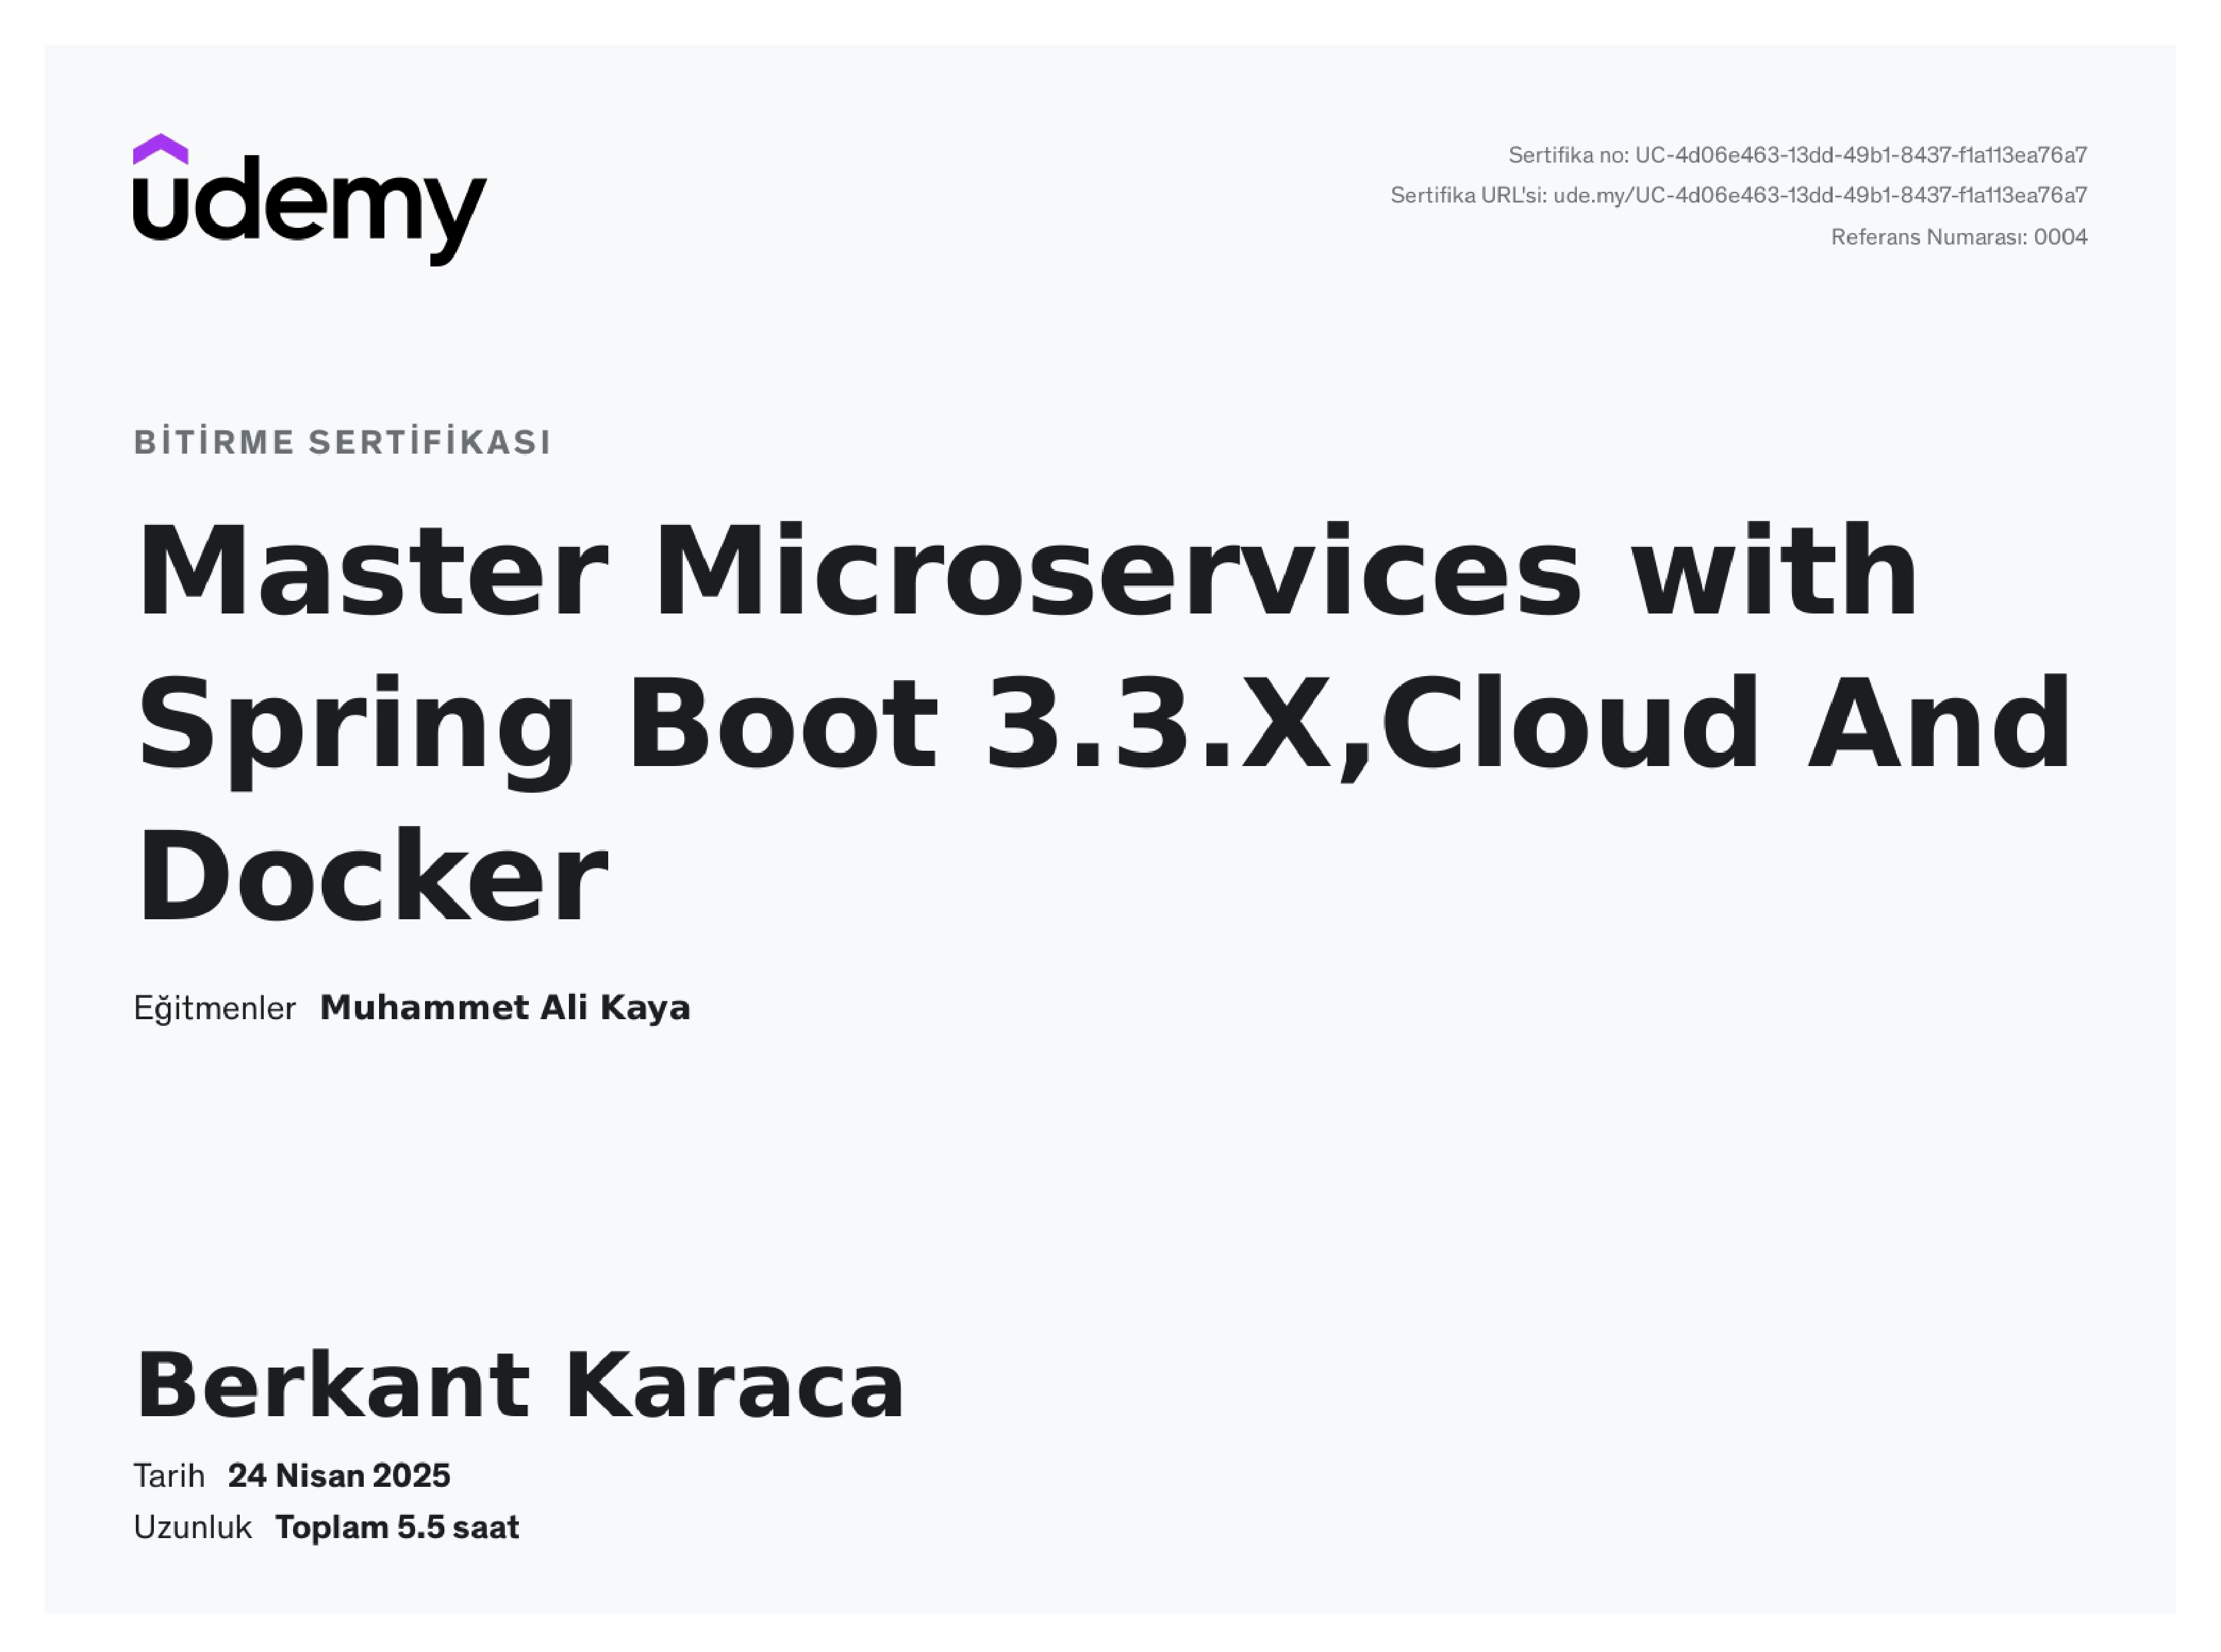 udemy
Sertifika no: UC-4d06e463-13dd-49b1-8437-f1a113ea76a7
Sertifika URL'si: ude.my/UC-4d06e463-13dd-49b1-8437-f1a113ea76a7
Referans Numarası: 0004
BİTİRME SERTİFİKASI
Master Microservices with
Spring Boot 3.3.X,Cloud And
Docker
Eğitmenler Muhammet Ali Kaya
Berkant Karaca
Tarih 24 Nisan 2025
Uzunluk Toplam 5.5 saat